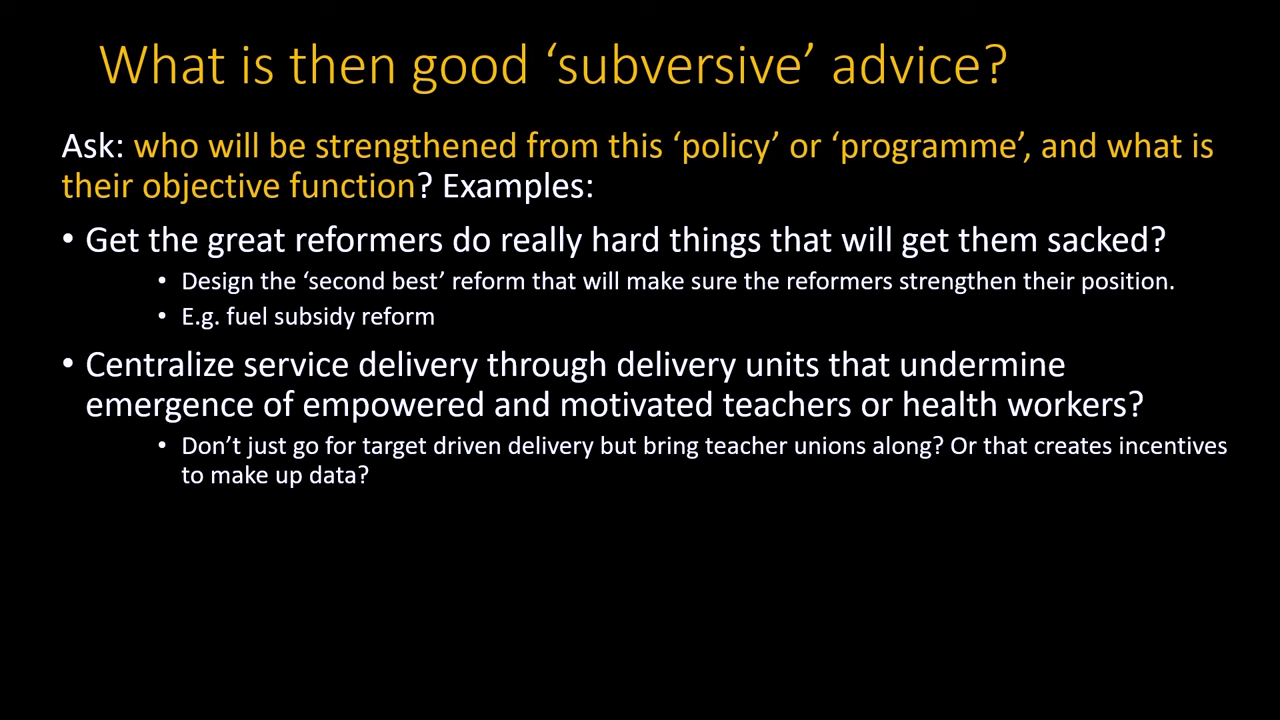 What is then good ‘subversive’ advice?
Ask: who will be strengthened from this ‘policy’ or ‘programme’, and what is
their objective function? Examples:
• Get the great reformers do really hard things that will get them sacked?
• Design the ‘second best’ reform that will make sure the reformers strengthen their position.
• E.g. fuel subsidy reform
• Centralize service delivery through delivery units that undermine
emergence of empowered and motivated teachers or health workers?
• Don’t just go for target driven delivery but bring teacher unions along? Or that creates incentives
to make up data?